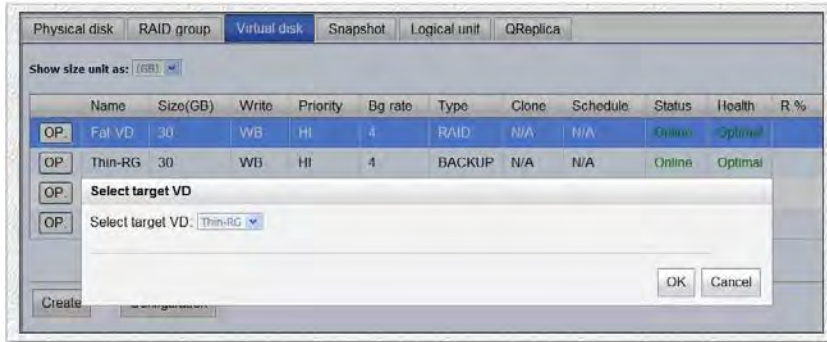 Physical disk RAID group Virtual disk Snapshot Logical unit QReplica
Show size unit as: (GB)
Name Size(GB) Write Priority Bg rate Type Clone Schedule Status Health R %
OP. Fat-VD 30 WB HI 4 RAID N/A N/A Online Optimal
OP. Thin-RG 30 WB HI 4 BACKUP N/A N/A Online Optimal
OP. Select target VD
OP. Select target VD: Thin-RG
OK Cancel
Create